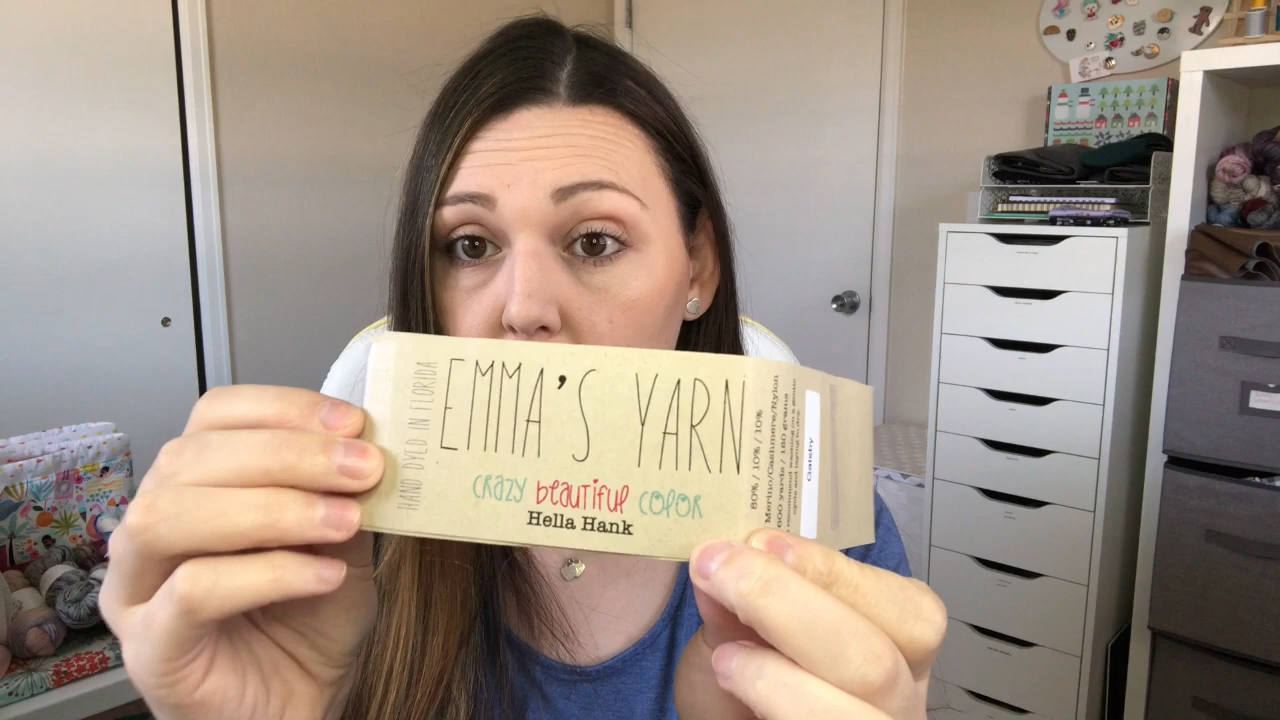 HAND DYED IN FLORIDA
EMMA'S YARN
crazy beautiful color
Hella Hank
80% / 10% / 10%
Merino/Cashmere/Nylon
600 yards / 150 grams
Gatsby